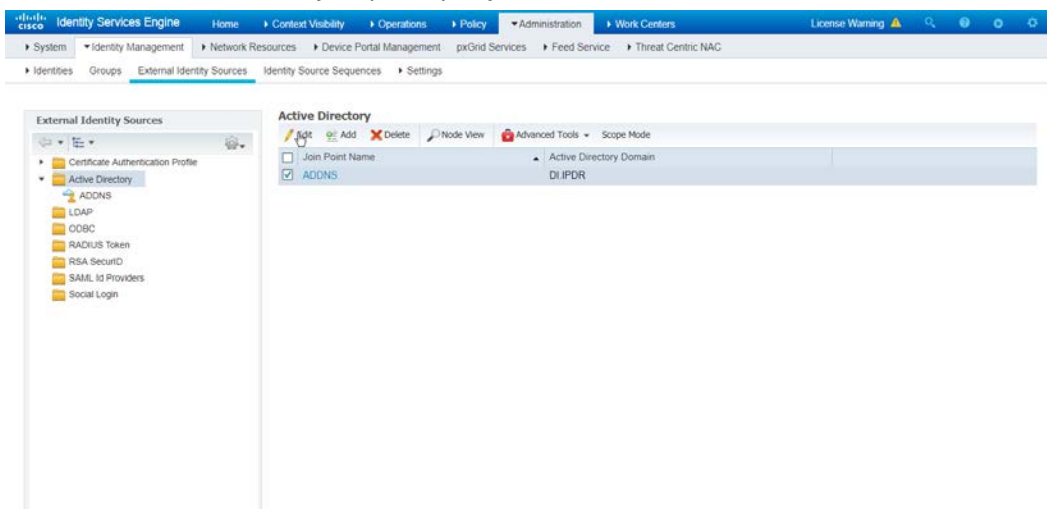 cisco Identity Services Engine Home Context Visibility Operations Policy Administration Work Centers License Warning
System Identity Management Network Resources Device Portal Management pxGrid Services Feed Service Threat Centric NAC
Identities Groups External Identity Sources Identity Source Sequences Settings
External Identity Sources
Certificate Authentication Profile
Active Directory
ADDNS
LDAP
ODBC
RADIUS Token
RSA SecurID
SAML Id Providers
Social Login
Active Directory
Edit Add Delete Node View Advanced Tools Scope Mode
Join Point Name Active Directory Domain
ADDNS DI.IPDR